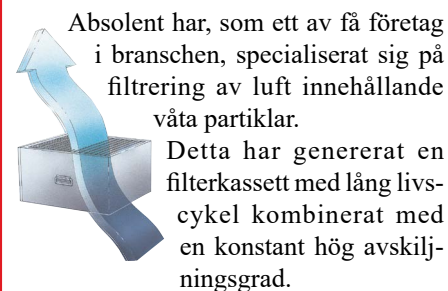 Absolent har, som ett av få företag
i branschen, specialiserat sig på
filtrering av luft innehållande
våta partiklar.
Detta har genererat en
filterkassett med lång livs-
cykel kombinerat med
en konstant hög avskilj-
ningsgrad.